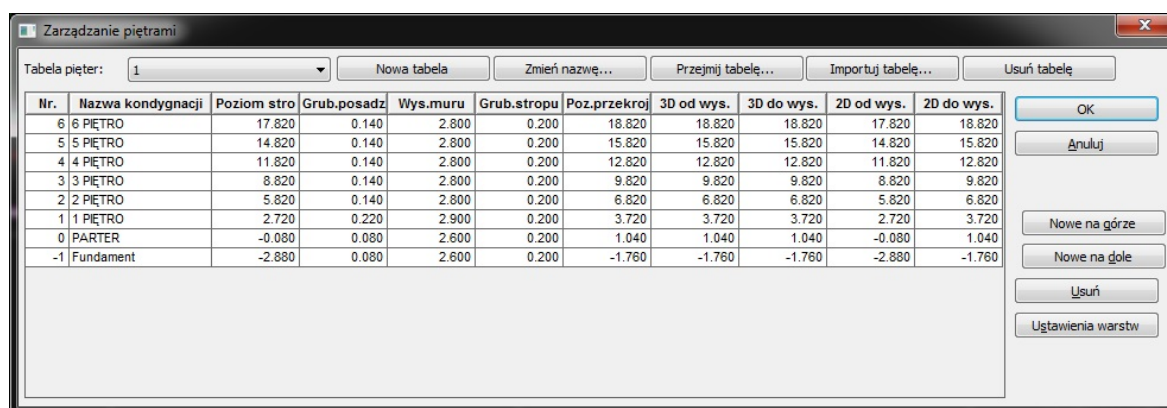 Zarządzanie piętrami
Tabela pięter: 1 Nowa tabela Zmień nazwę... Przejmij tabelę... Importuj tabelę... Usuń tabelę
Nr. Nazwa kondygnacji Poziom stro Grub.posadz Wys.muru Grub.stropu Poz.przekroj 3D od wys. 3D do wys. 2D od wys. 2D do wys. OK
6 6 PIĘTRO 17.820 0.140 2.800 0.200 18.820 18.820 18.820 17.820 18.820
5 5 PIĘTRO 14.820 0.140 2.800 0.200 15.820 15.820 15.820 14.820 15.820 Anuluj
4 4 PIĘTRO 11.820 0.140 2.800 0.200 12.820 12.820 12.820 11.820 12.820
3 3 PIĘTRO 8.820 0.140 2.800 0.200 9.820 9.820 9.820 8.820 9.820
2 2 PIĘTRO 5.820 0.140 2.800 0.200 6.820 6.820 6.820 5.820 6.820
1 1 PIĘTRO 2.720 0.220 2.900 0.200 3.720 3.720 3.720 2.720 3.720
0 PARTER -0.080 0.080 2.600 0.200 1.040 1.040 1.040 -0.080 1.040
-1 Fundament -2.880 0.080 2.600 0.200 -1.760 -1.760 -1.760 -2.880 -1.760
Nowe na górze
Nowe na dole
Usuń
Ustawienia warstw